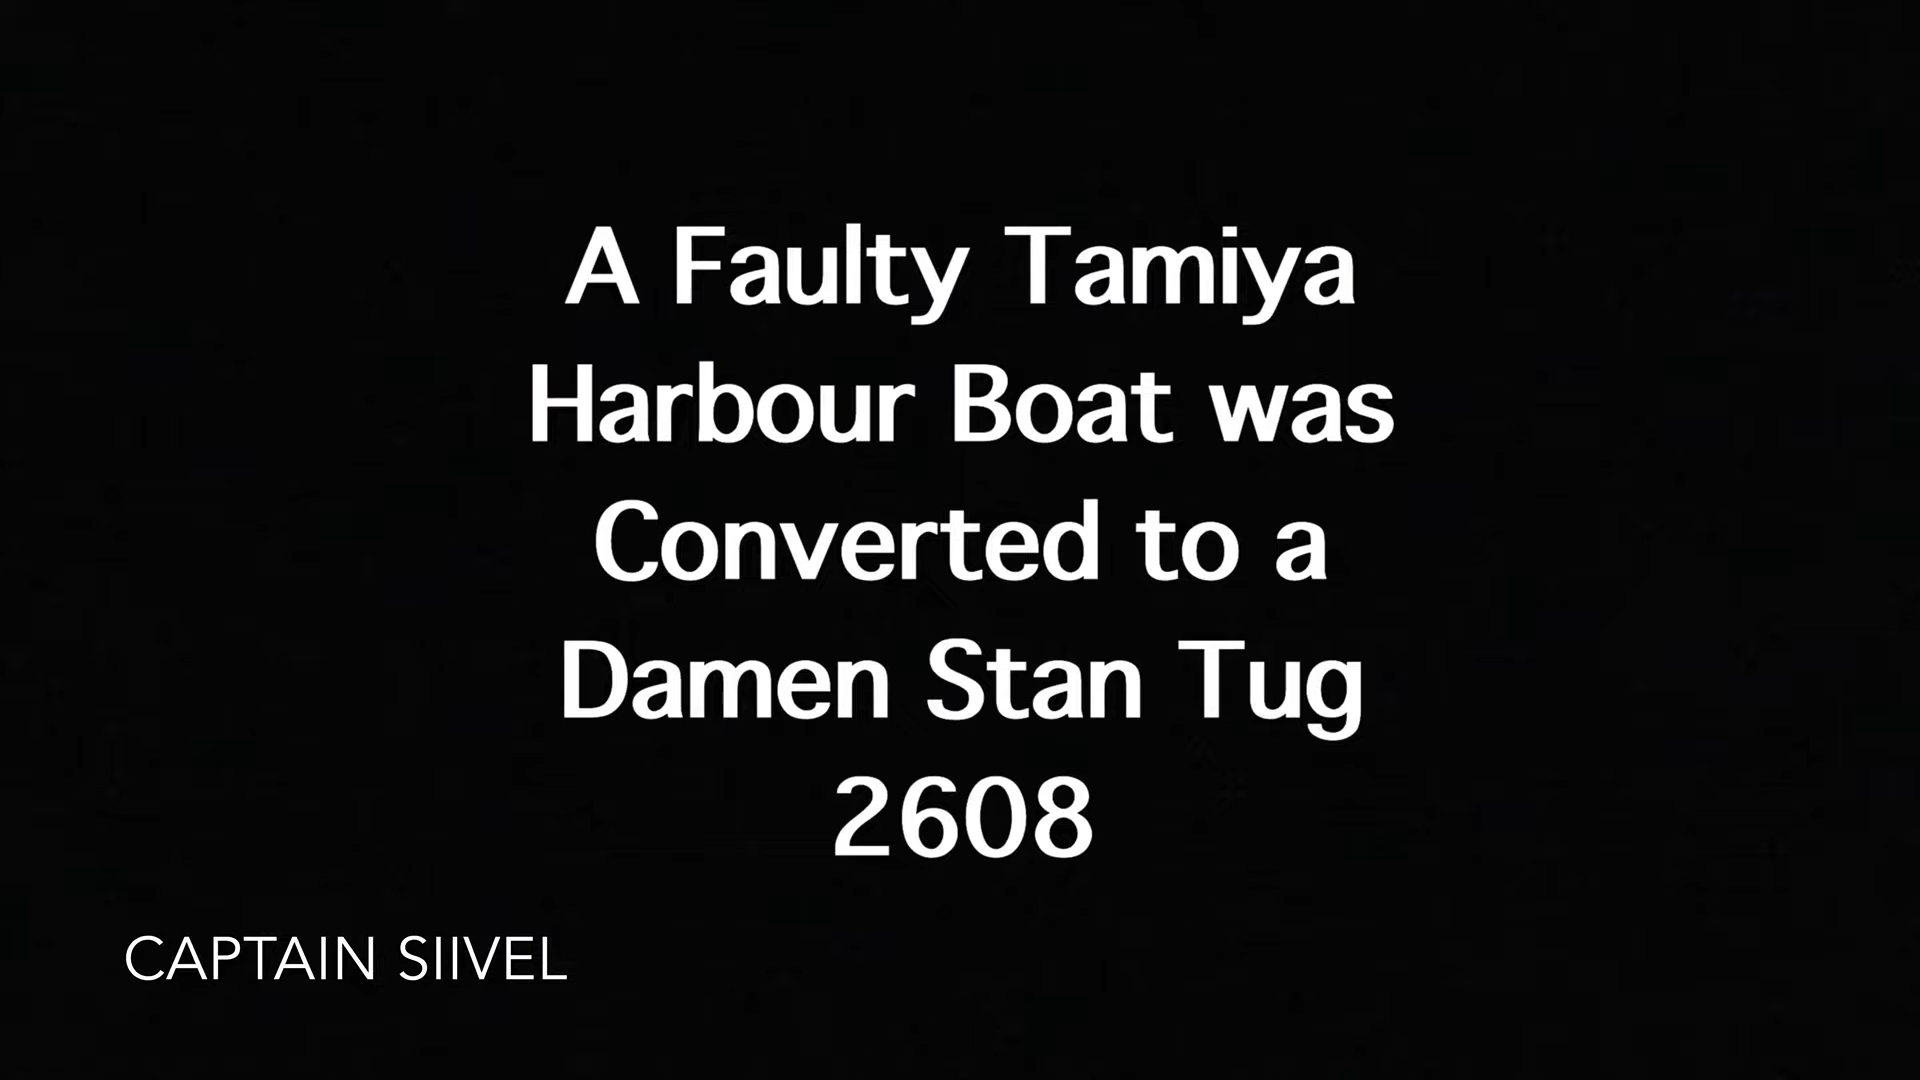 A Faulty Tamiya
Harbour Boat was
Converted to a
Damen Stan Tug
2608
CAPTAIN SIIVEL